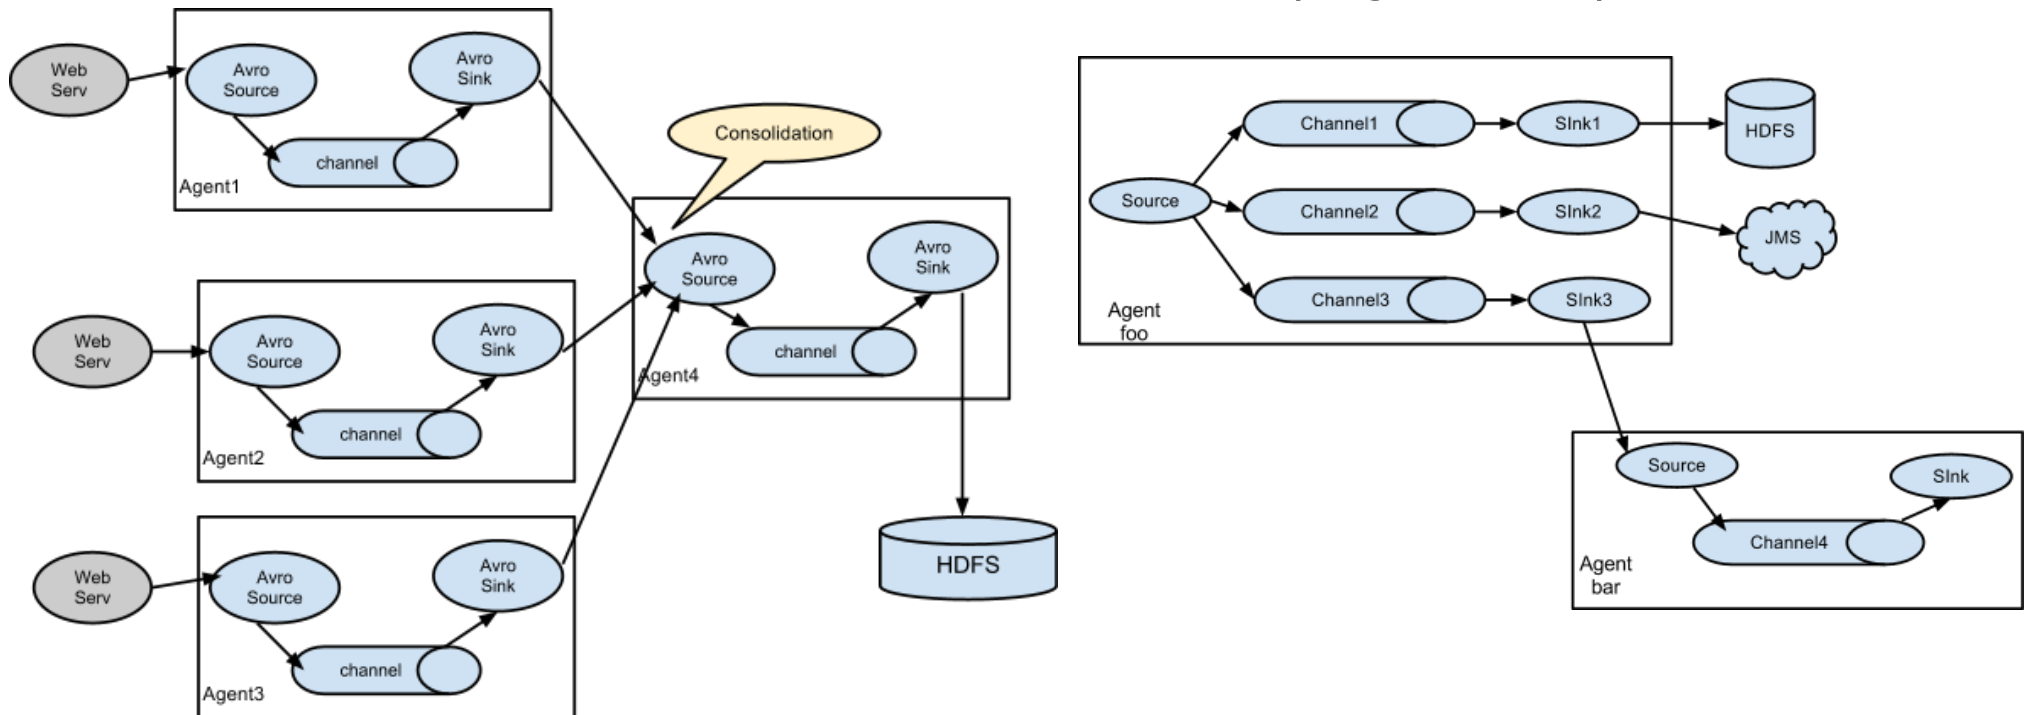 Web
Serv
Avro
Source
Avro
Sink
channel
Agent1
Consolidation
Web
Serv
Avro
Source
Avro
Sink
channel
Agent2
Web
Serv
Avro
Source
Avro
Sink
channel
Agent3
Avro
Source
Avro
Sink
channel
Agent4
HDFS
Source
Channel1
SInk1
HDFS
Channel2
SInk2
JMS
Channel3
SInk3
Agent
foo
Source
SInk
Channel4
Agent
bar